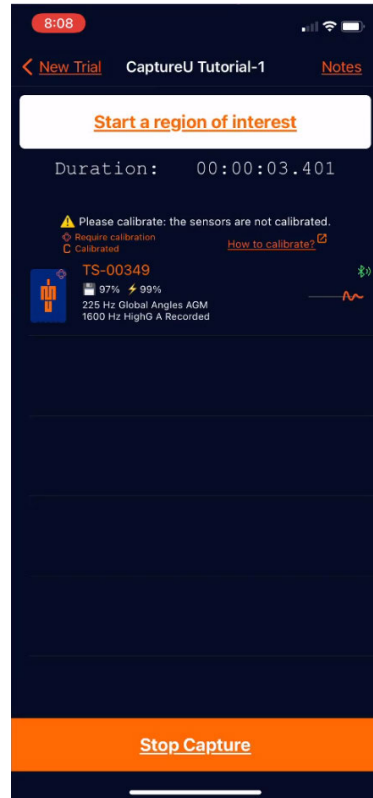 8:08
New Trial CaptureU Tutorial-1 Notes
Start a region of interest
Duration: 00:00:03.401
Please calibrate: the sensors are not calibrated.
Require calibration
C Calibrated How to calibrate?
TS-00349
97% 99%
225 Hz Global Angles AGM
1600 Hz HighG A Recorded
Stop Capture